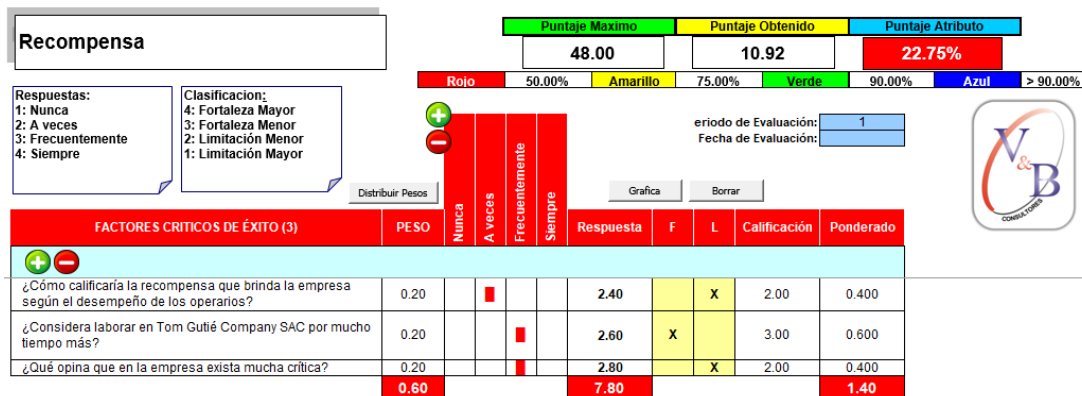 Recompensa
Puntaje Maximo Puntaje Obtenido Puntaje Atributo
48.00 10.92 22.75%
Rojo 50.00% Amarillo 75.00% Verde 90.00% Azul > 90.00%
Respuestas:
1: Nunca
2: A veces
3: Frecuentemente
4: Siempre
Clasificacion:
4: Fortaleza Mayor
3: Fortaleza Menor
2: Limitación Menor
1: Limitación Mayor
eriodo de Evaluación: 1
Fecha de Evaluación:
Distribuir Pesos
Grafica
Borrar
V&B
CONSULTORES
FACTORES CRITICOS DE ÉXITO (3) PESO Nunca A veces Frecuentemente Siempre Respuesta F L Calificación Ponderado
¿Cómo calificaría la recompensa que brinda la empresa
según el desempeño de los operarios? 0.20 2.40 X 2.00 0.400
¿Considera laborar en Tom Gutié Company SAC por mucho
tiempo más? 0.20 2.60 X 3.00 0.600
¿Qué opina que en la empresa exista mucha crítica? 0.20 2.80 X 2.00 0.400
0.60 7.80 1.40